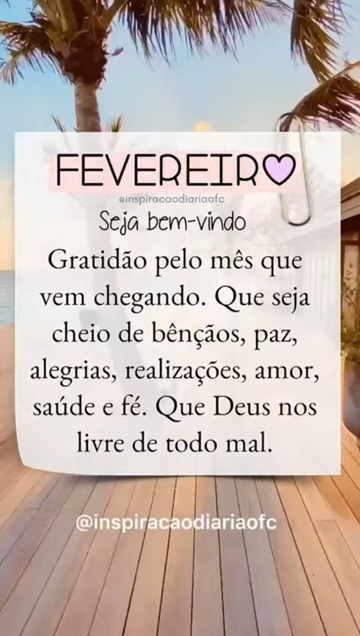 FEVEREIRO
@inspiracaodiariaofc
Seja bem-vindo
Gratidão pelo mês que
vem chegando. Que seja
cheio de bênçãos, paz,
alegrias, realizações, amor,
saúde e fé. Que Deus nos
livre de todo mal.
@inspiracaodiariaofc